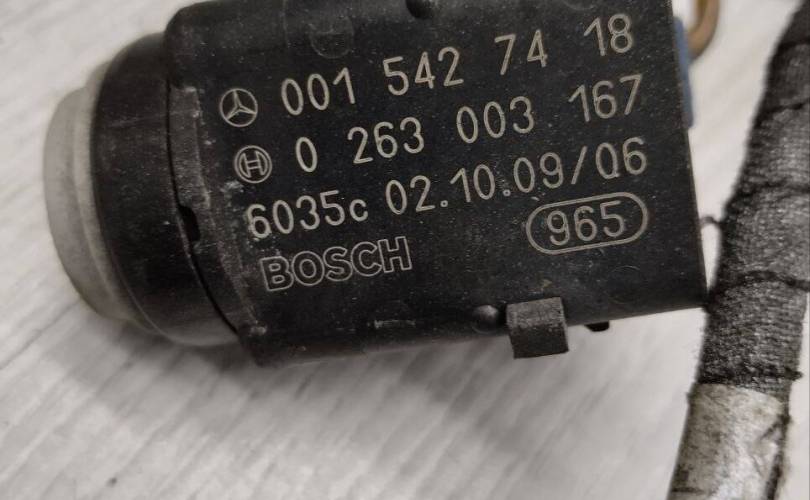 001 542 74 18
0 263 003 167
6035c 02.10.09/06
BOSCH 965